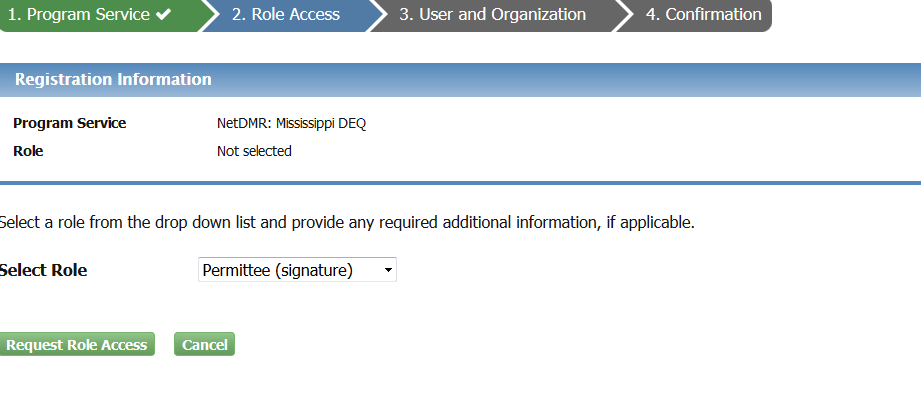 1. Program Service ✔ 2. Role Access 3. User and Organization 4. Confirmation
Registration Information
Program Service NetDMR: Mississippi DEQ
Role Not selected
Select a role from the drop down list and provide any required additional information, if applicable.
Select Role Permittee (signature)
Request Role Access Cancel